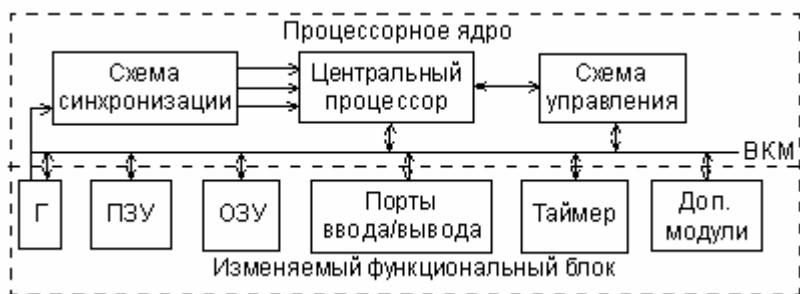 Процессорное ядро
Схема
синхронизации
Центральный
процессор
Схема
управления
ВКМ
Г
ПЗУ
ОЗУ
Порты
ввода/вывода
Таймер
Доп.
модули
Изменяемый функциональный блок